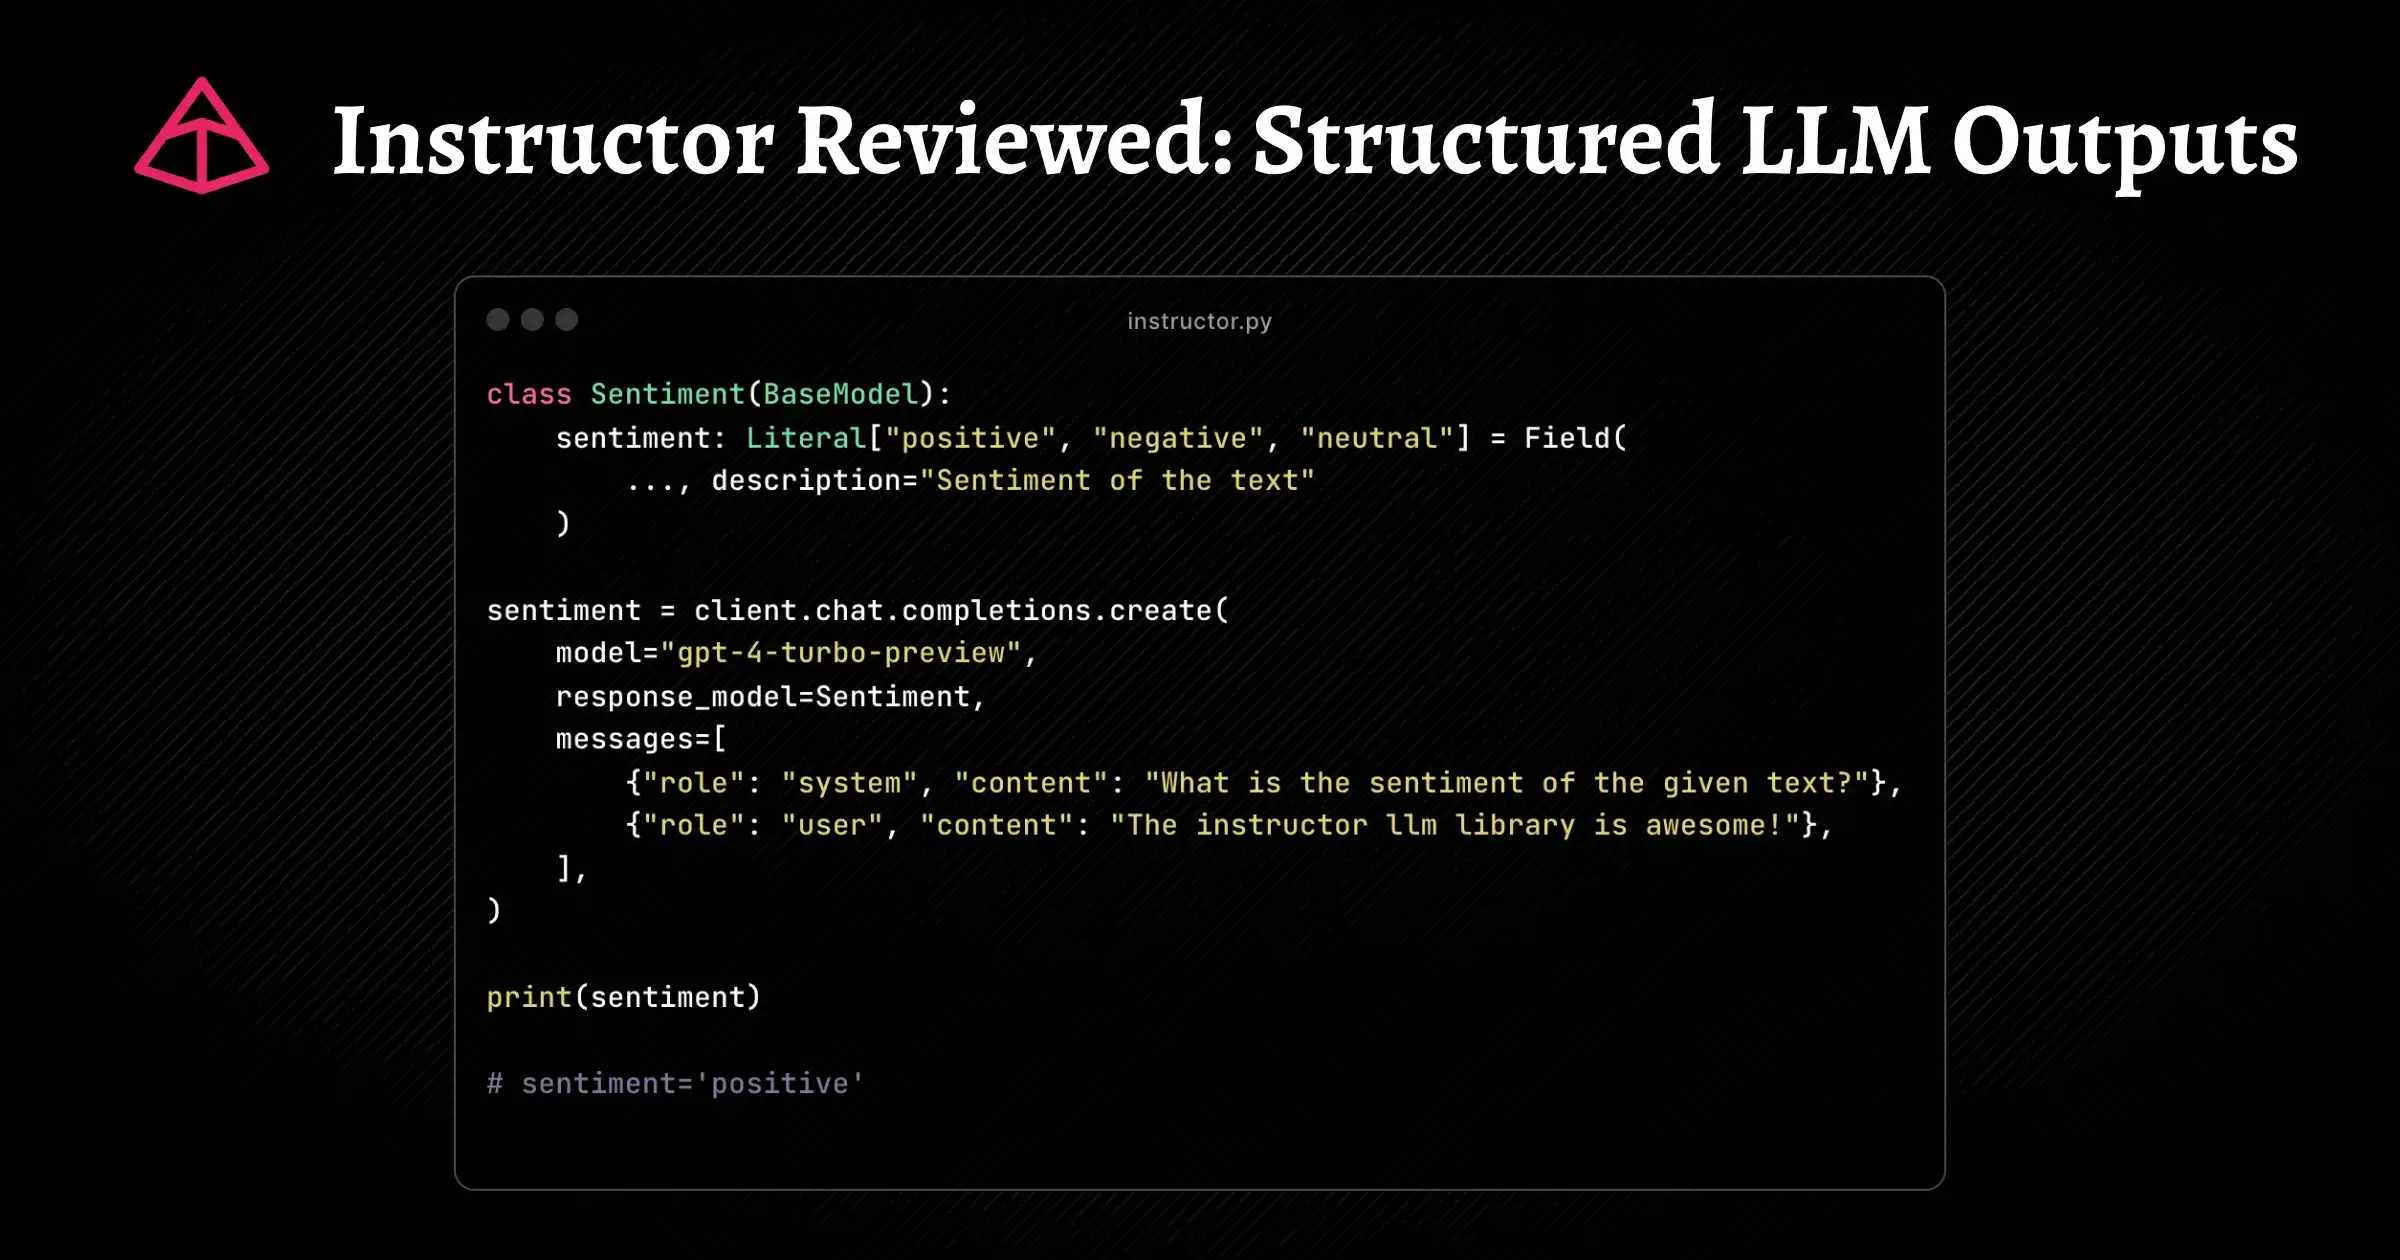 Instructor Reviewed: Structured LLM Outputs
instructor.py
class Sentiment(BaseModel):
    sentiment: Literal["positive", "negative", "neutral"] = Field(
        ..., description="Sentiment of the text"
    )
sentiment = client.chat.completions.create(
    model="gpt-4-turbo-preview",
    response_model=Sentiment,
    messages=[
        {"role": "system", "content": "What is the sentiment of the given text?"},
        {"role": "user", "content": "The instructor llm library is awesome!"},
    ],
)
print(sentiment)
# sentiment='positive'